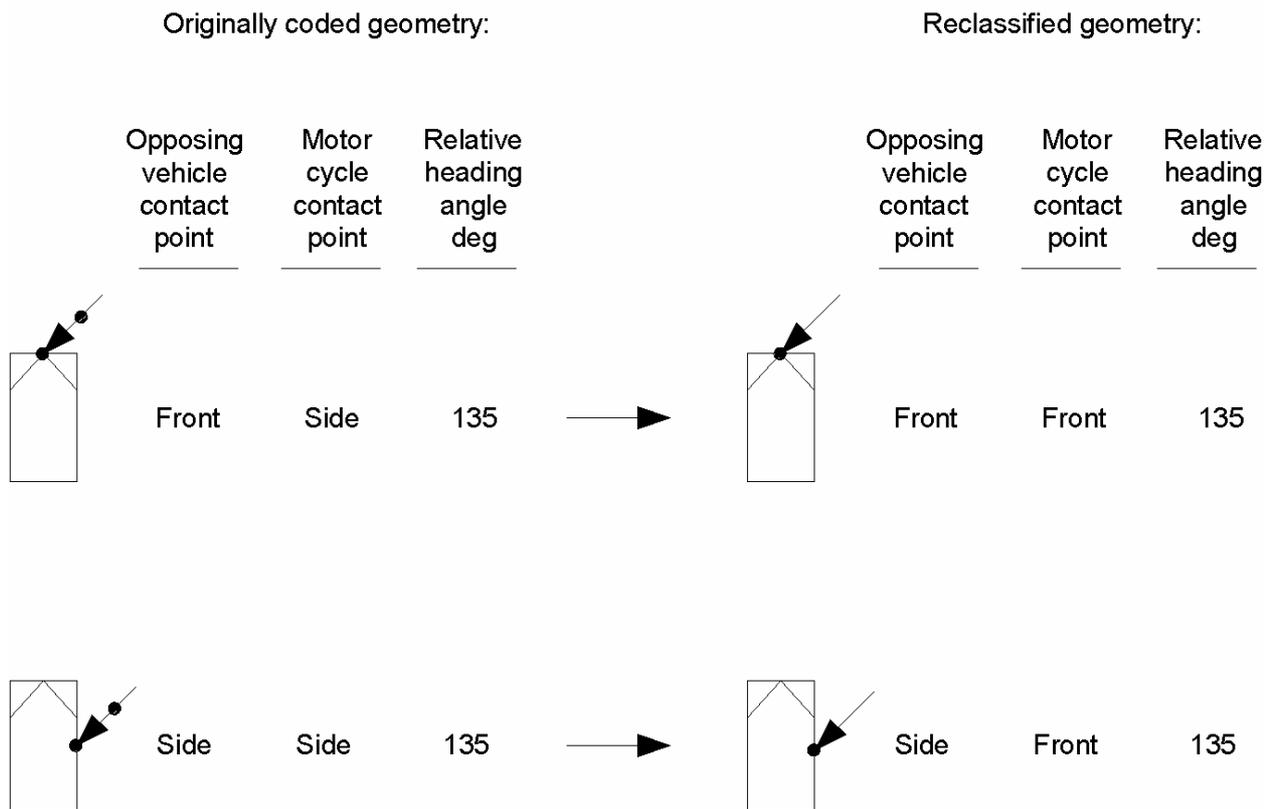 Originally coded geometry:
Reclassified geometry:
Opposing Motor Relative
vehicle cycle heading
contact contact angle
point point deg
Opposing Motor Relative
vehicle cycle heading
contact contact angle
point point deg
Front Side 135
Front Front 135
Side Side 135
Side Front 135